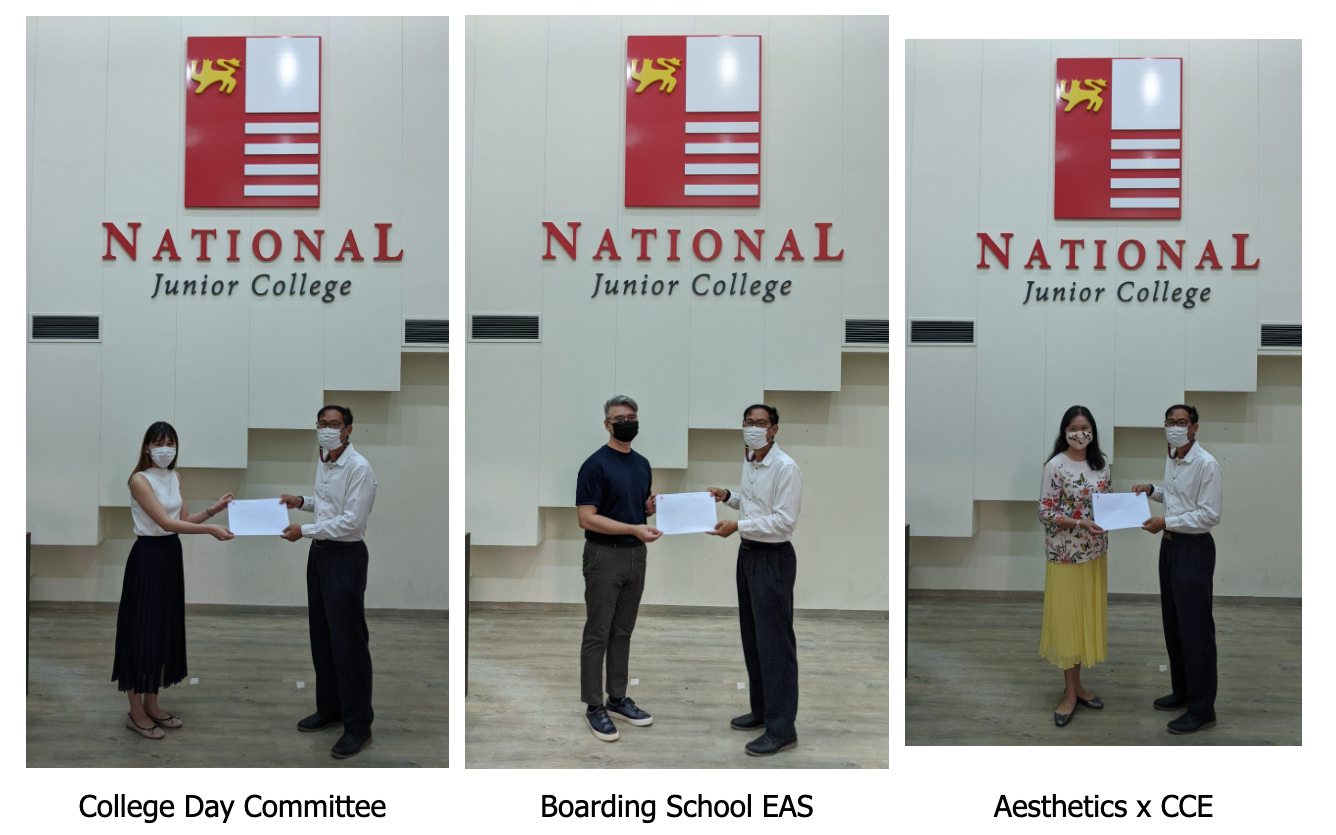 NATIONAL
Junior College
NATIONAL
Junior College
NATIONAL
Junior College
College Day Committee
Boarding School EAS
Aesthetics x CCE